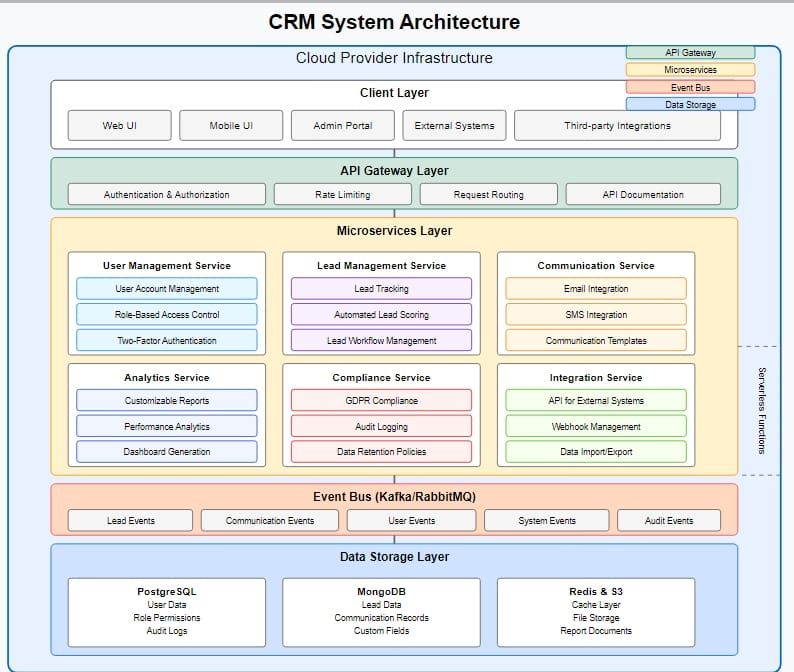 CRM System Architecture
Cloud Provider Infrastructure
API Gateway
Microservices
Event Bus
Data Storage
Client Layer
Web UI
Mobile UI
Admin Portal
External Systems
Third-party Integrations
API Gateway Layer
Authentication & Authorization
Rate Limiting
Request Routing
API Documentation
Microservices Layer
User Management Service
User Account Management
Role-Based Access Control
Two-Factor Authentication
Lead Management Service
Lead Tracking
Automated Lead Scoring
Lead Workflow Management
Communication Service
Email Integration
SMS Integration
Communication Templates
Analytics Service
Customizable Reports
Performance Analytics
Dashboard Generation
Compliance Service
GDPR Compliance
Audit Logging
Data Retention Policies
Integration Service
API for External Systems
Webhook Management
Data Import/Export
Serverless Functions
Event Bus (Kafka/RabbitMQ)
Lead Events
Communication Events
User Events
System Events
Audit Events
Data Storage Layer
PostgreSQL
User Data
Role Permissions
Audit Logs
MongoDB
Lead Data
Communication Records
Custom Fields
Redis & S3
Cache Layer
File Storage
Report Documents